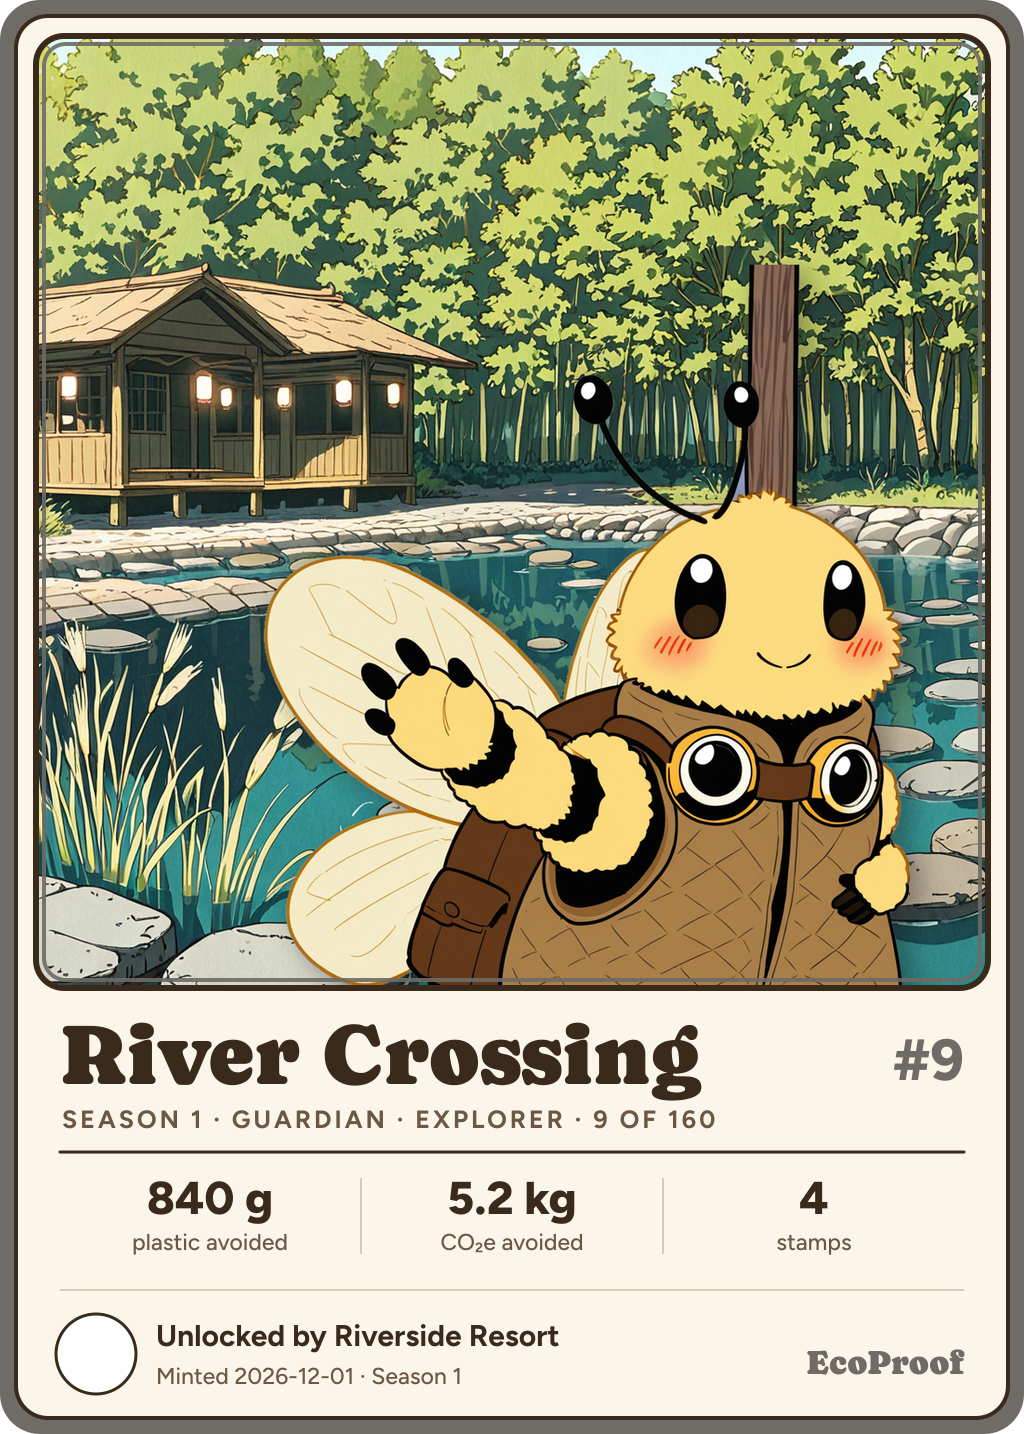 River Crossing
#9
SEASON 1 · GUARDIAN · EXPLORER · 9 OF 160
840 g
plastic avoided
5.2 kg
CO₂e avoided
4
stamps
Unlocked by Riverside Resort
Minted 2026-12-01 · Season 1
EcoProof